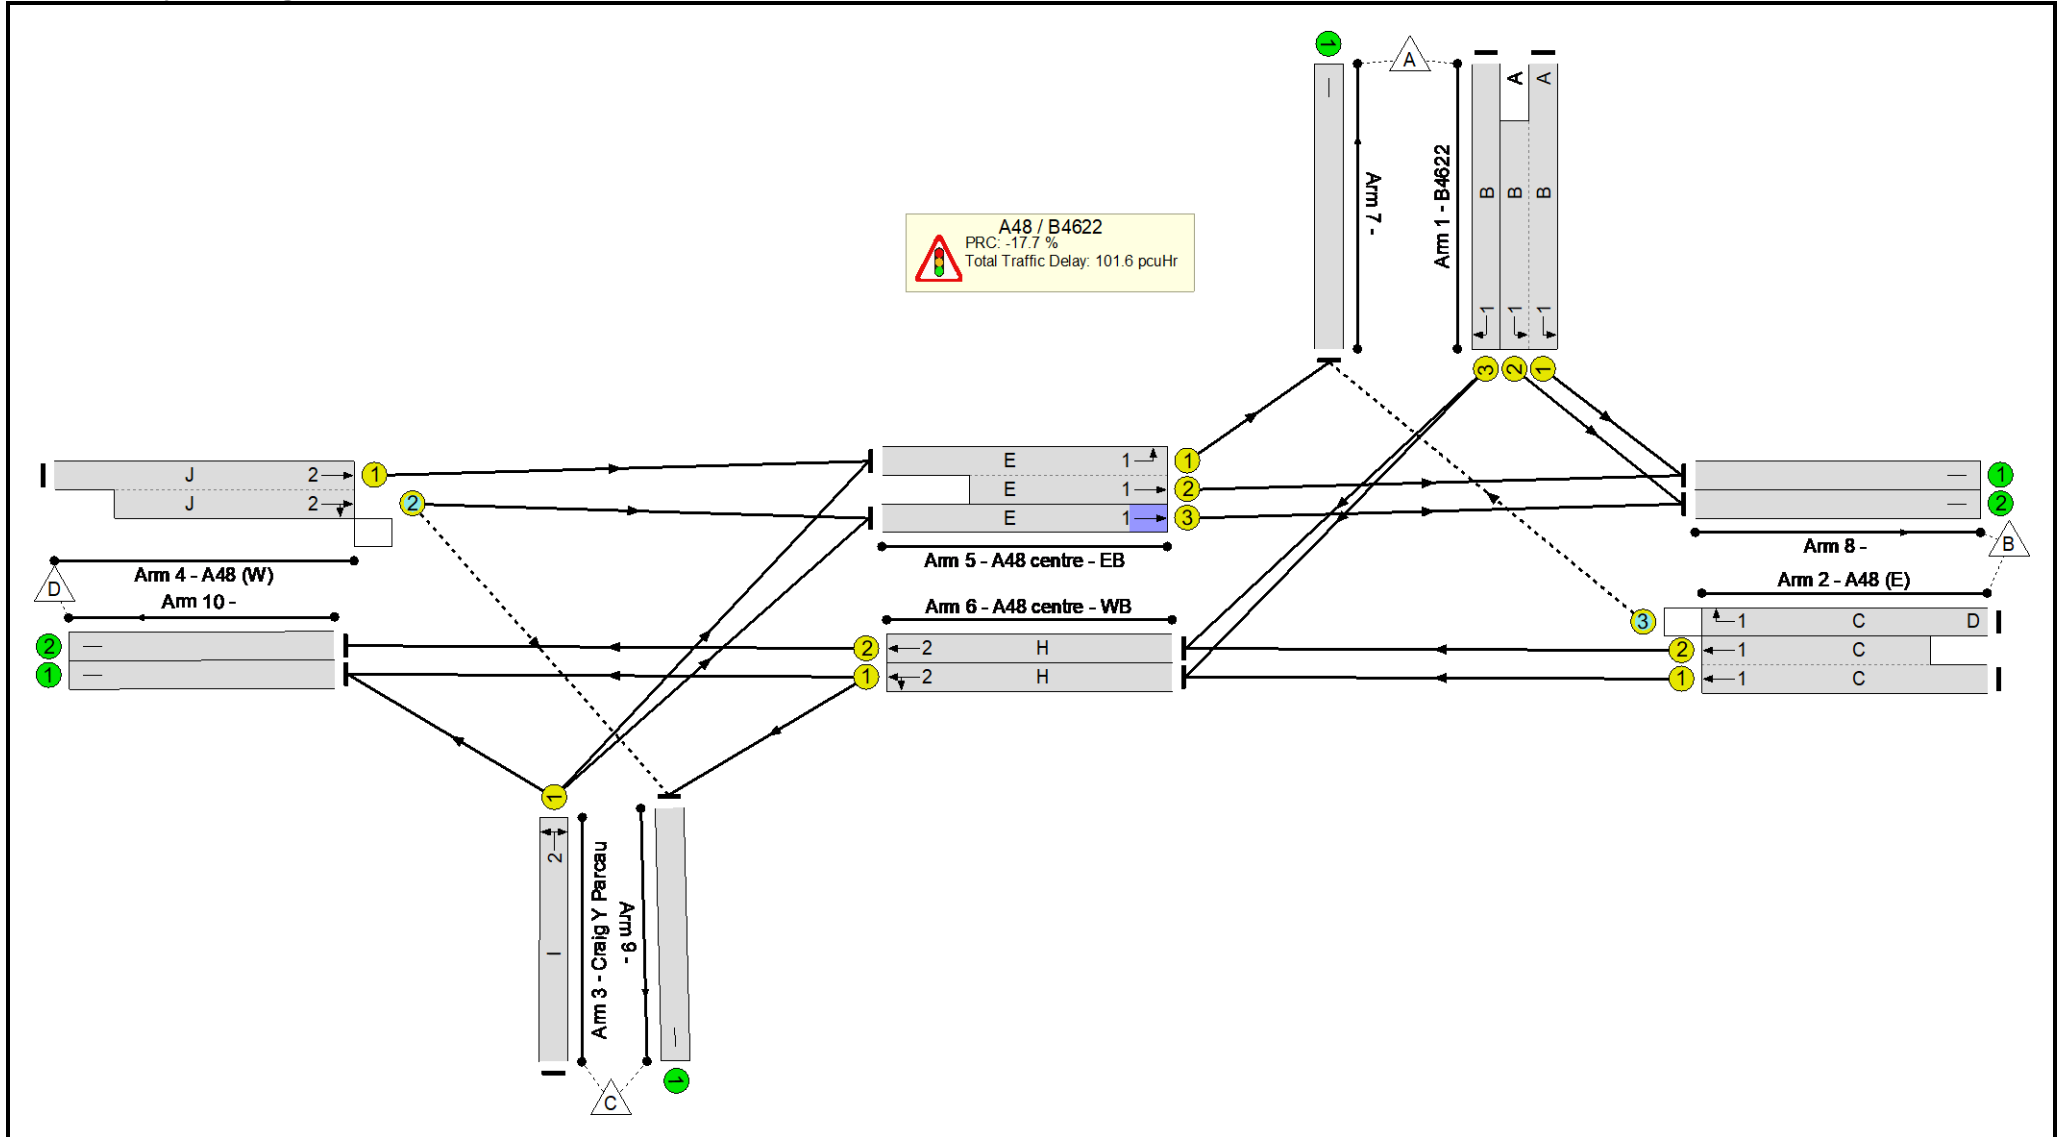 1
A
A
A
Arm 7 -
Arm 1 - B4622
B
B
B
A48 / B4622
PRC: -17.7 %
Total Traffic Delay: 101.6 pcuHr
1
1
1
3
2
1
J
2
1
J
2
2
E
1
1
E
1
2
E
1
3
1
2
Arm 4 - A48 (W)
D
Arm 10 -
Arm 5 - A48 centre - EB
Arm 6 - A48 centre - WB
Arm 8 -
B
Arm 2 - A48 (E)
3
1
C
D
2
2
2
H
2
1
C
1
1
2
H
1
1
C
1
2
I
Arm 3 - Craig Y Parcau
Arm 9 -
1
C